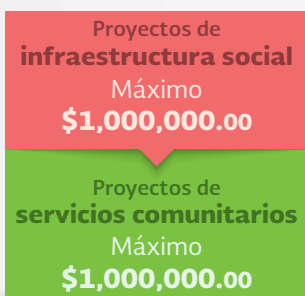 Proyectos de
infraestructura social
Máximo
$1,000,000.00
Proyectos de
servicios comunitarios
Máximo
$1,000,000.00